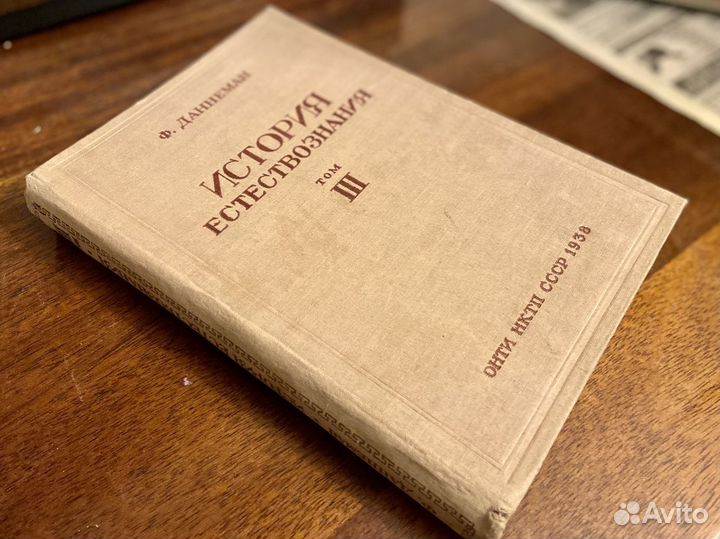 Ф. ДАННЕМАН
ИСТОРИЯ
ЕСТЕСТВОЗНАНИЯ
ТОМ
III
ОНТИ НКТП СССР 1938
Avito